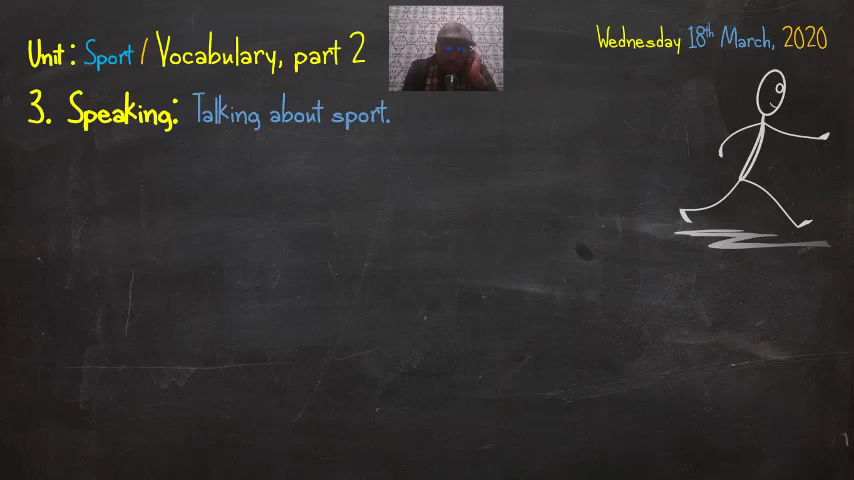 Unit: Sport / Vocabulary, part 2
Wednesday 18th March, 2020
3. Speaking: Talking about sport.